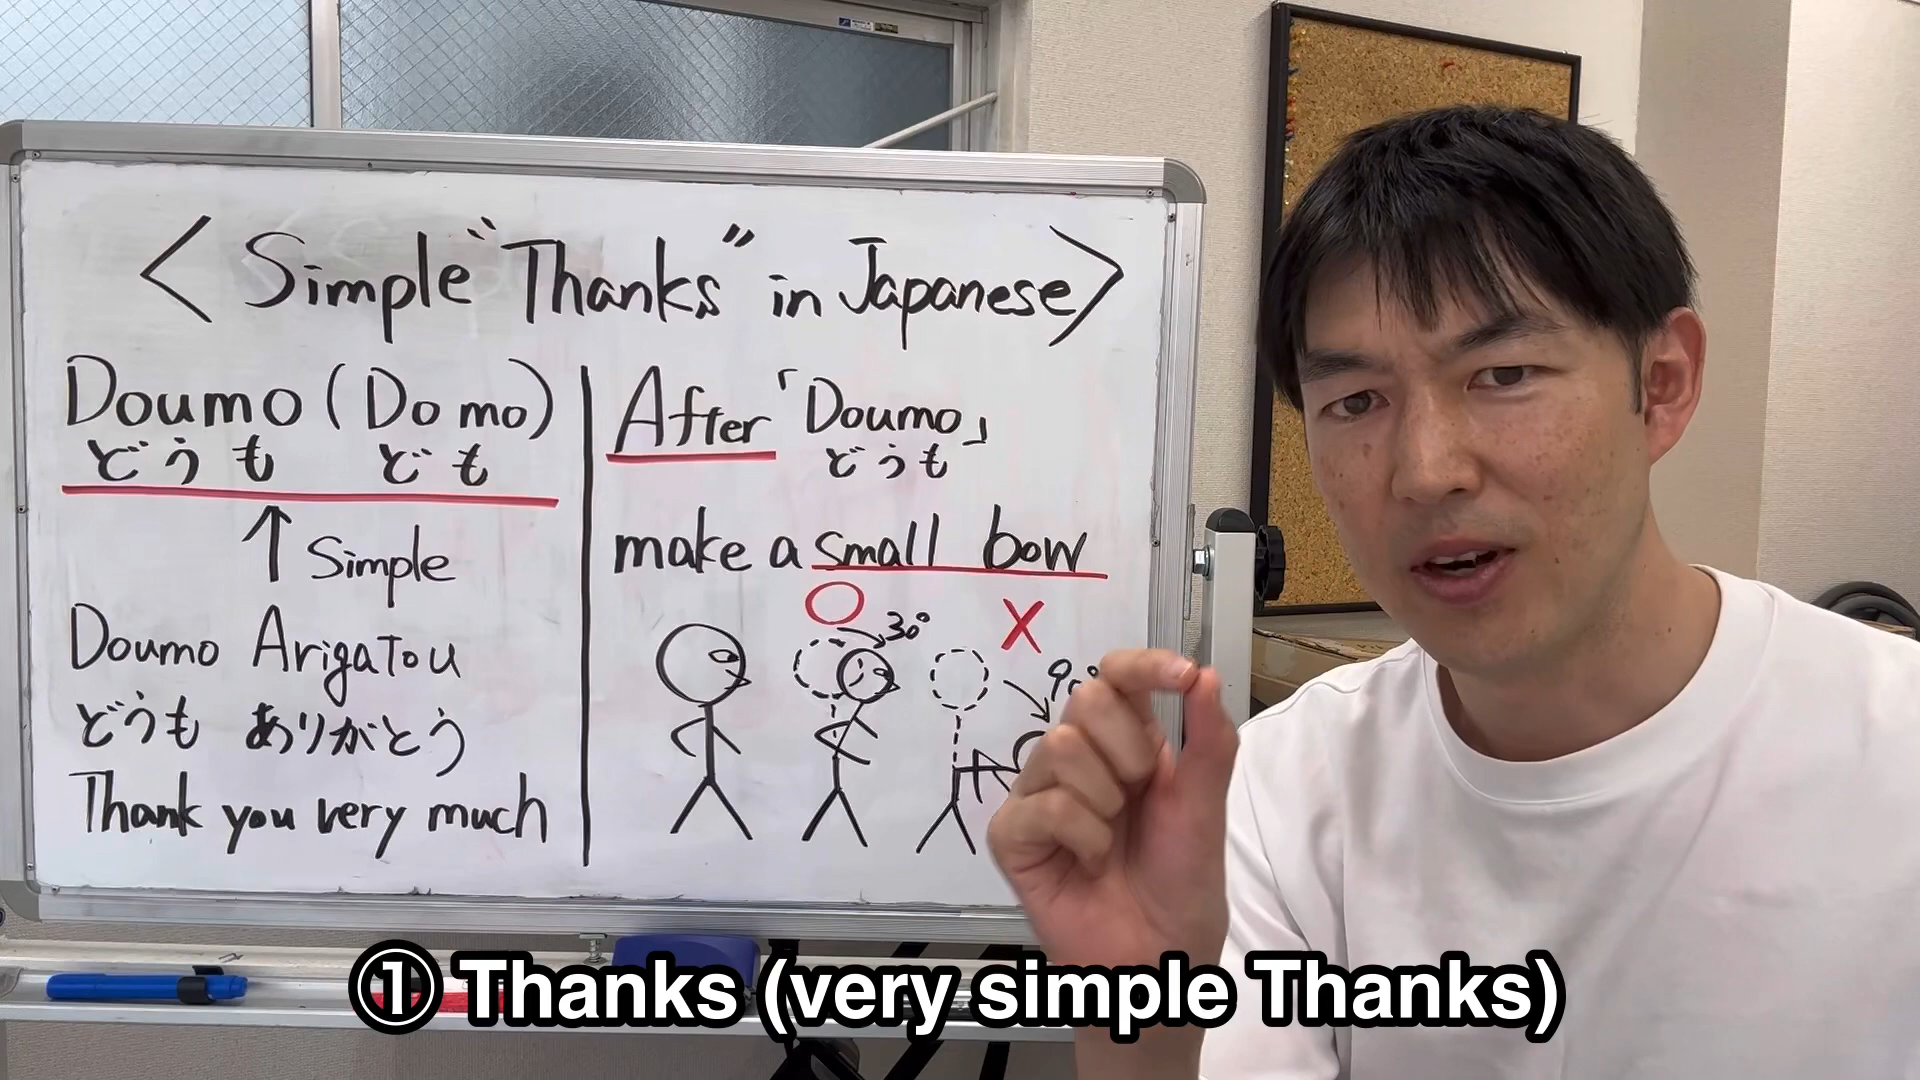 < Simple "Thanks" in Japanese >
Doumo (Domo)
どうも ども
↑ Simple
Doumo Arigatou
どうも ありがとう
Thank you very much
After「Doumo」
どうも
make a small bow
○ X
30°
① Thanks (very simple Thanks)